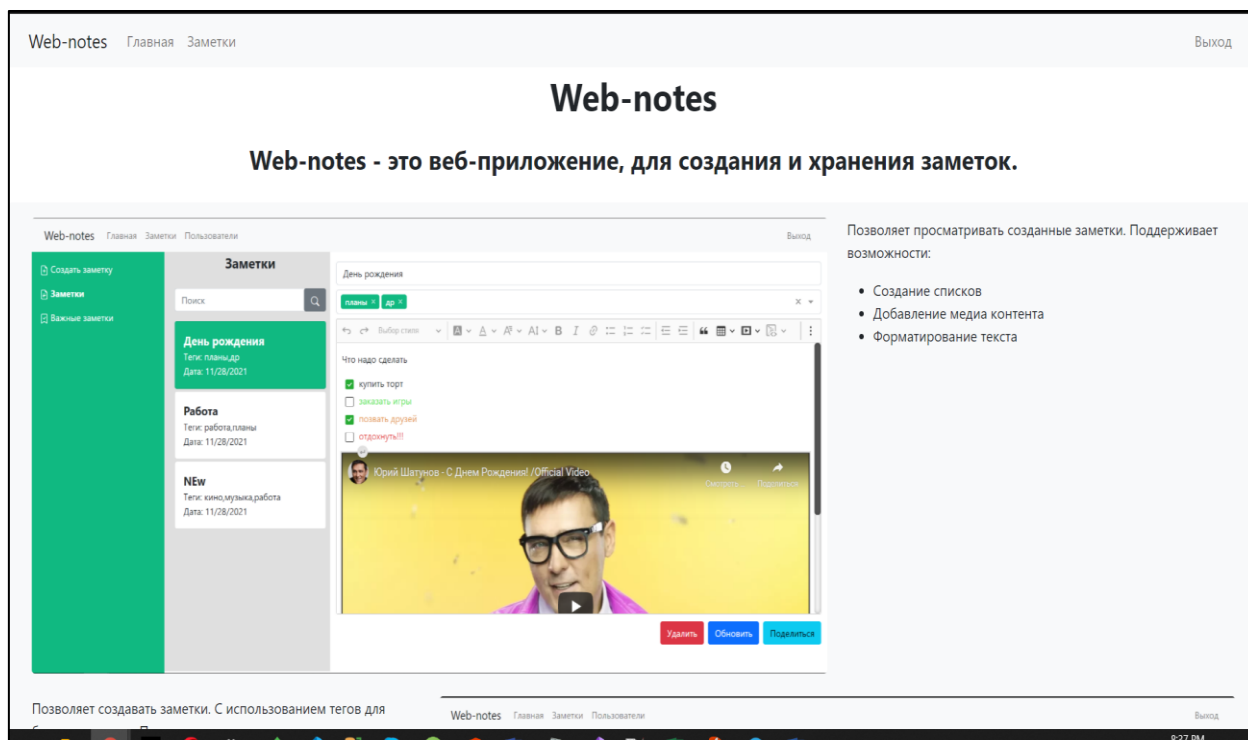 Web-notes Главная Заметки Выход
Web-notes
Web-notes - это веб-приложение, для создания и хранения заметок.
Web-notes Главная Заметки Пользователи Выход
Создать заметку
Заметки
Важные заметки
Заметки
Поиск
День рождения
Теги: планы,др
Дата: 11/28/2021
Работа
Теги: работа,планы
Дата: 11/28/2021
NEw
Теги: кино,музыка,работа
Дата: 11/28/2021
День рождения
планы × др ×
Выбор стиля
Что надо сделать
купить торт
заказать игры
позвать друзей
отдохнуть!!!
Юрий Шатунов - С Днем Рождения! /Official Video
Смотреть... Поделиться
Удалить Обновить Поделиться
Позволяет просматривать созданные заметки. Поддерживает
возможности:
• Создание списков
• Добавление медиа контента
• Форматирование текста
Позволяет создавать заметки. С использованием тегов для
Web-notes Главная Заметки Пользователи Выход
8:37 PM